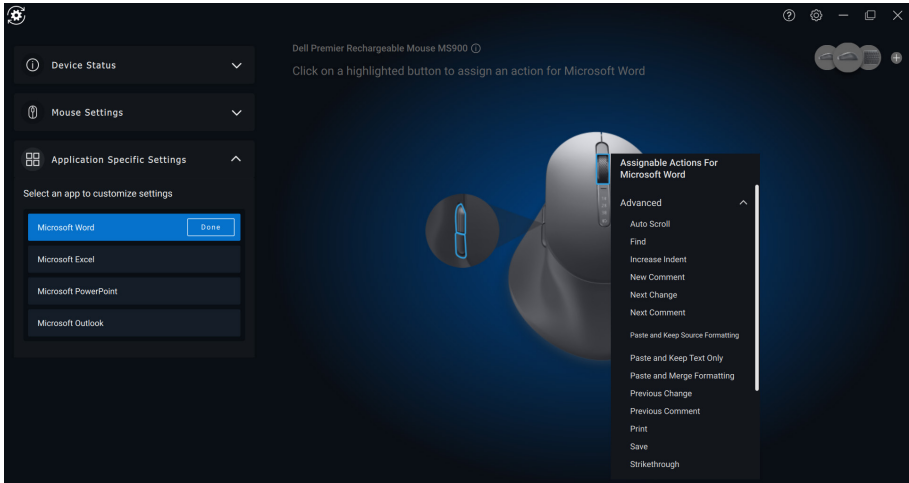 Dell Premier Rechargeable Mouse MS900
Click on a highlighted button to assign an action for Microsoft Word
Device Status
Mouse Settings
Application Specific Settings
Select an app to customize settings
Microsoft Word
Done
Microsoft Excel
Microsoft PowerPoint
Microsoft Outlook
Assignable Actions For
Microsoft Word
Advanced
Auto Scroll
Find
Increase Indent
New Comment
Next Change
Next Comment
Paste and Keep Source Formatting
Paste and Keep Text Only
Paste and Merge Formatting
Previous Change
Previous Comment
Print
Save
Strikethrough